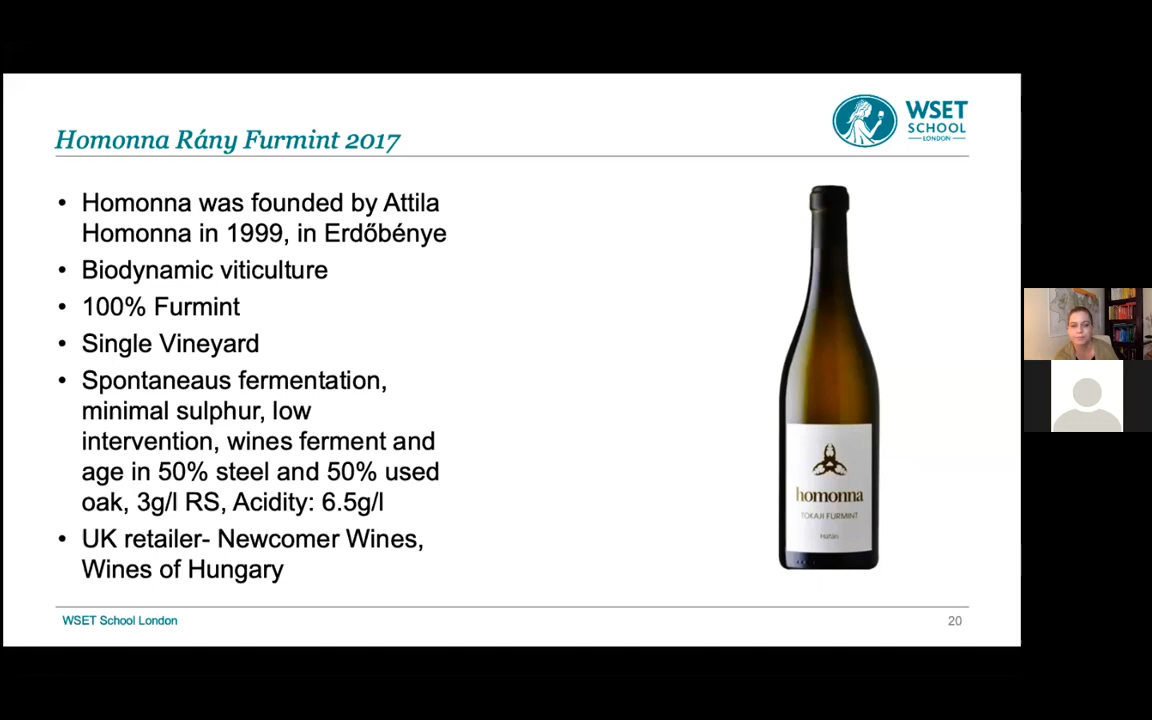 WSET
SCHOOL
LONDON
Homonna Rány Furmint 2017
• Homonna was founded by Attila
Homonna in 1999, in Erdőbénye
• Biodynamic viticulture
• 100% Furmint
• Single Vineyard
• Spontaneaus fermentation,
minimal sulphur, low
intervention, wines ferment and
age in 50% steel and 50% used
oak, 3g/l RS, Acidity: 6.5g/l
• UK retailer- Newcomer Wines,
Wines of Hungary
homonna
TOKAJI FURMINT
Határi
WSET School London
20